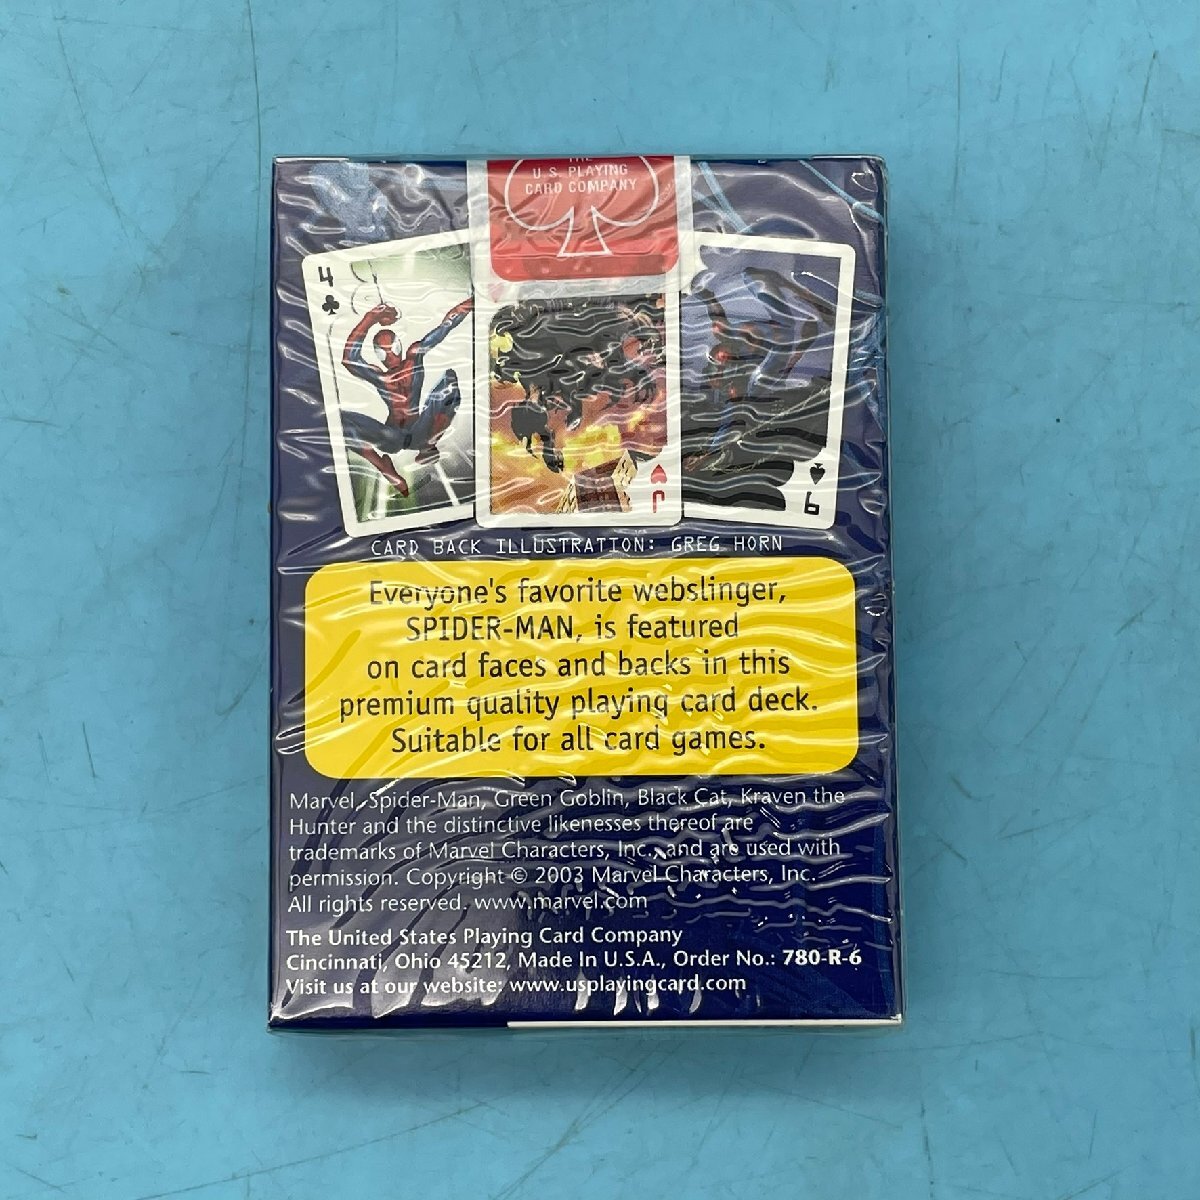 THE
U.S. PLAYING
CARD COMPANY
4
J
9
CARD BACK ILLUSTRATION: GREG HORN
Everyone's favorite webslinger,
SPIDER-MAN, is featured
on card faces and backs in this
premium quality playing card deck.
Suitable for all card games.
Marvel, Spider-Man, Green Goblin, Black Cat, Kraven the
Hunter and the distinctive likenesses thereof are
trademarks of Marvel Characters, Inc., and are used with
permission. Copyright © 2003 Marvel Characters, Inc.
All rights reserved. www.marvel.com
The United States Playing Card Company
Cincinnati, Ohio 45212, Made In U.S.A., Order No.: 780-R-6
Visit us at our website: www.usplayingcard.com